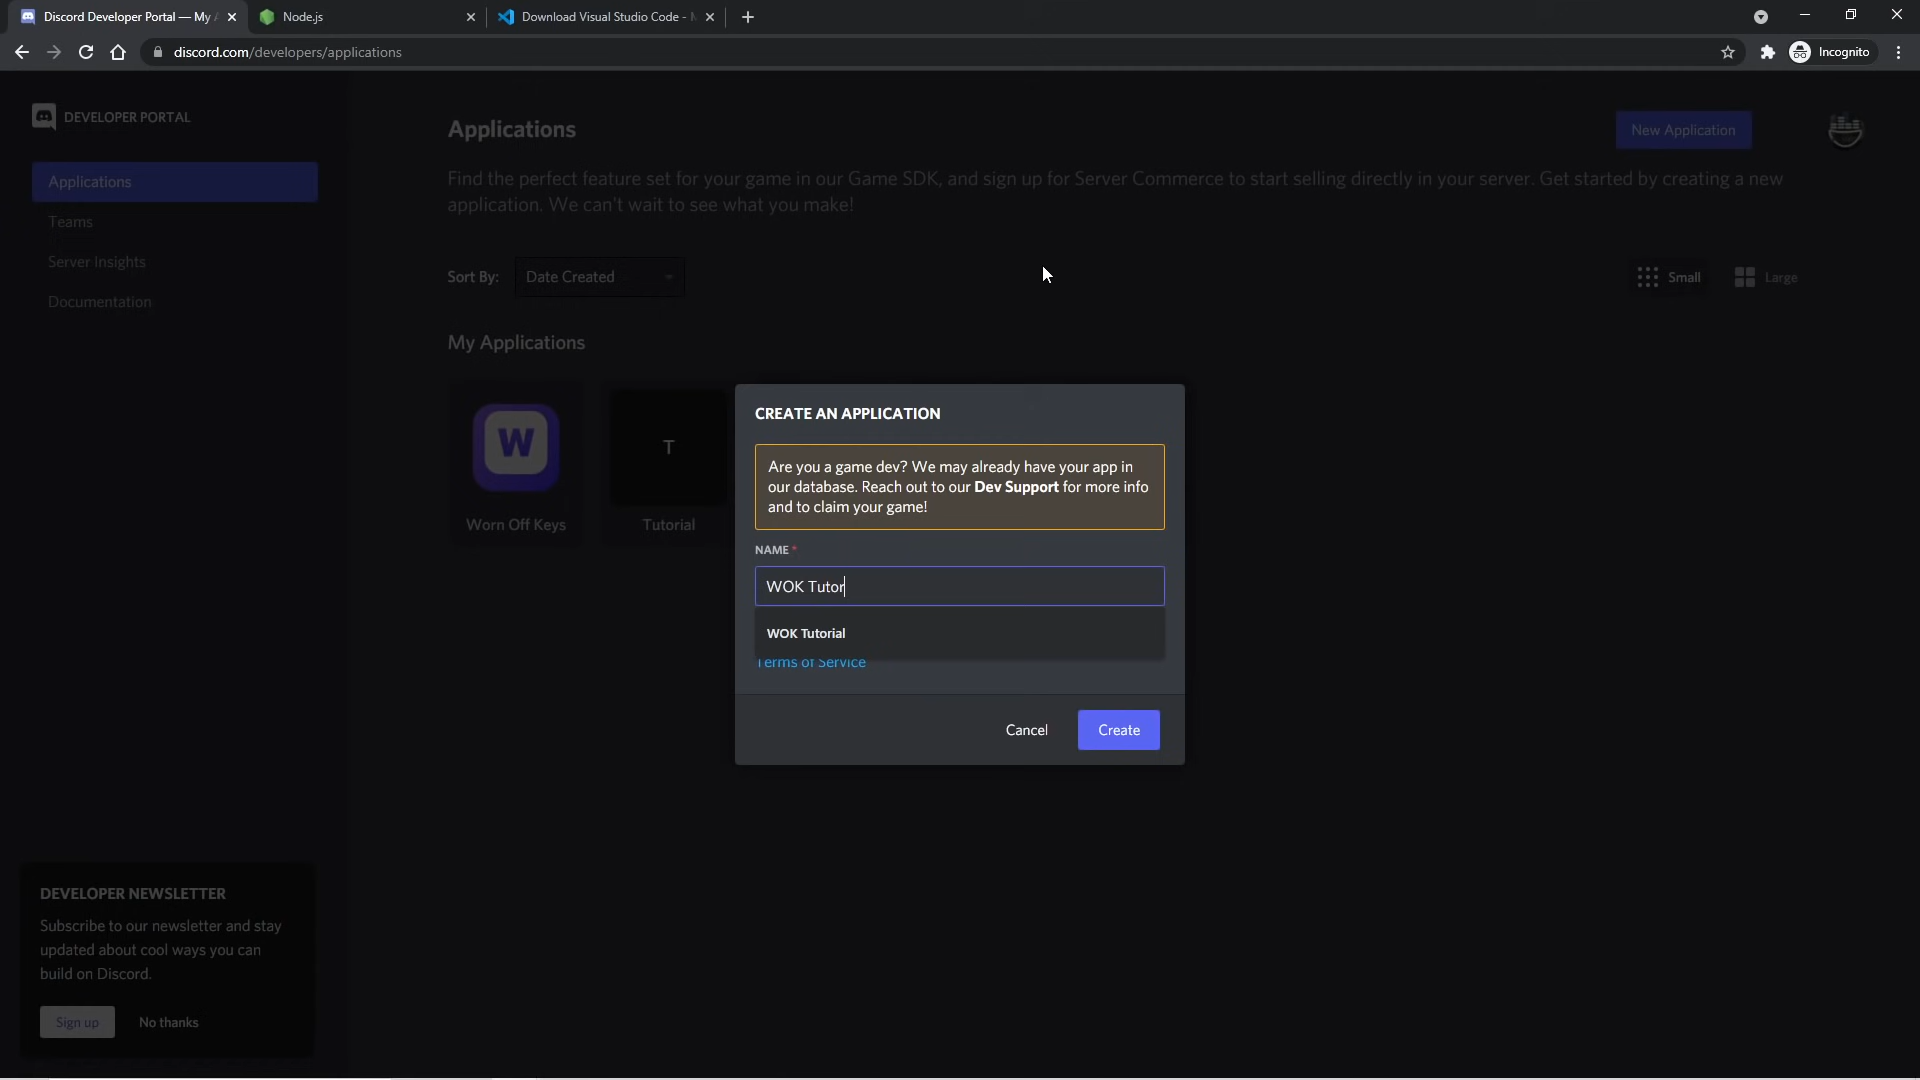 Discord Developer Portal — My A
Node.js
Download Visual Studio Code - M
discord.com/developers/applications
Incognito
DEVELOPER PORTAL
Applications
Teams
Server Insights
Documentation
Applications
New Application
Find the perfect feature set for your game in our Game SDK, and sign up for Server Commerce to start selling directly in your server. Get started by creating a new
application. We can't wait to see what you make!
Sort By:
Date Created
Small
Large
My Applications
W
Worn Off Keys
T
Tutorial
CREATE AN APPLICATION
Are you a game dev? We may already have your app in
our database. Reach out to our Dev Support for more info
and to claim your game!
NAME *
WOK Tutor
WOK Tutorial
Terms of Service
Cancel
Create
DEVELOPER NEWSLETTER
Subscribe to our newsletter and stay
updated about cool ways you can
build on Discord.
Sign up
No thanks